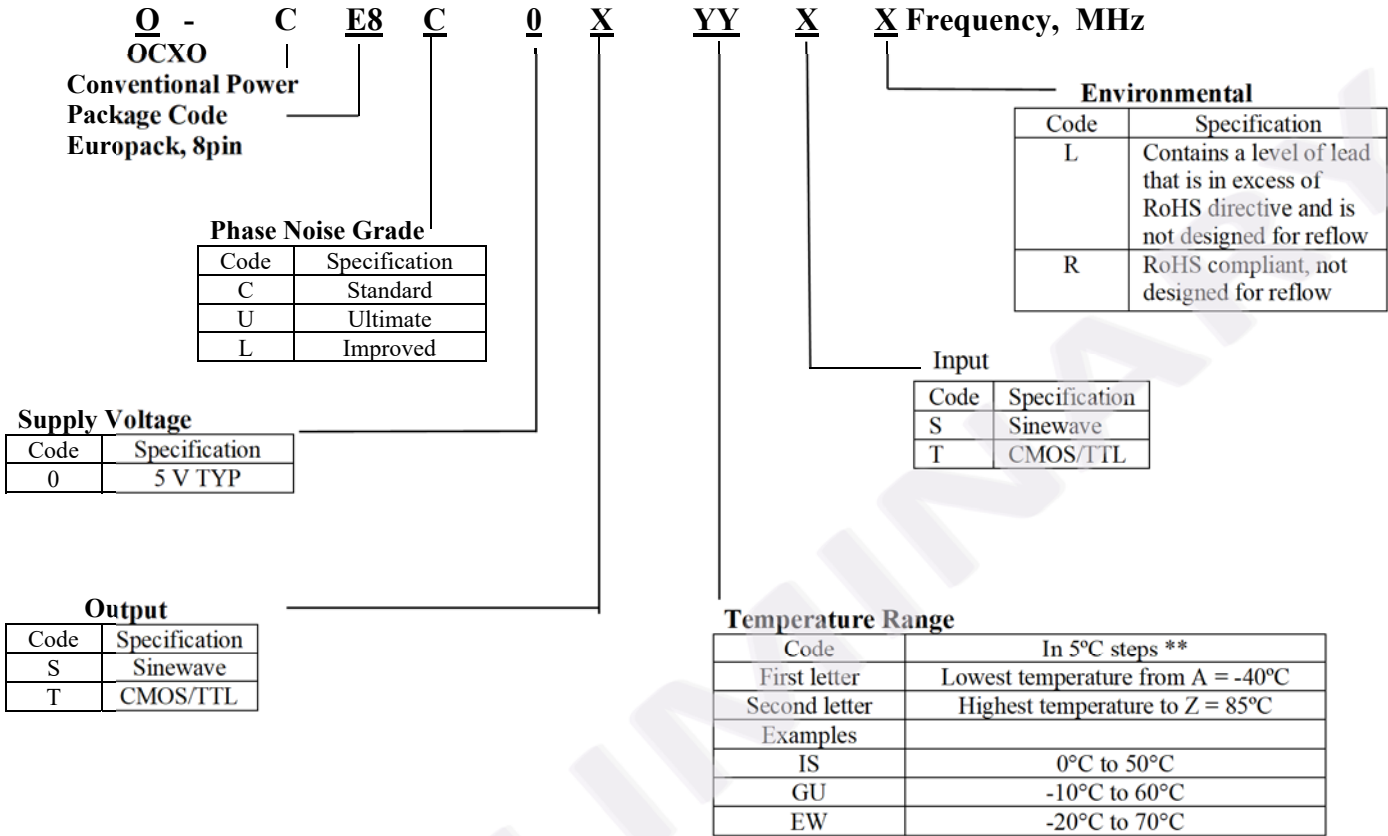 O - C E8 C 0 X YY X X Frequency, MHz
OCXO
Conventional Power
Package Code
Europack, 8pin
Environmental
Code Specification
L Contains a level of lead
that is in excess of
RoHS directive and is
not designed for reflow
R RoHS compliant, not
designed for reflow
Phase Noise Grade
Code Specification
C Standard
U Ultimate
L Improved
Input
Code Specification
S Sinewave
T CMOS/TTL
Supply Voltage
Code Specification
0 5 V TYP
Output
Code Specification
S Sinewave
T CMOS/TTL
Temperature Range
Code In 5ºC steps **
First letter Lowest temperature from A = -40ºC
Second letter Highest temperature to Z = 85ºC
Examples
IS 0°C to 50°C
GU -10°C to 60°C
EW -20°C to 70°C